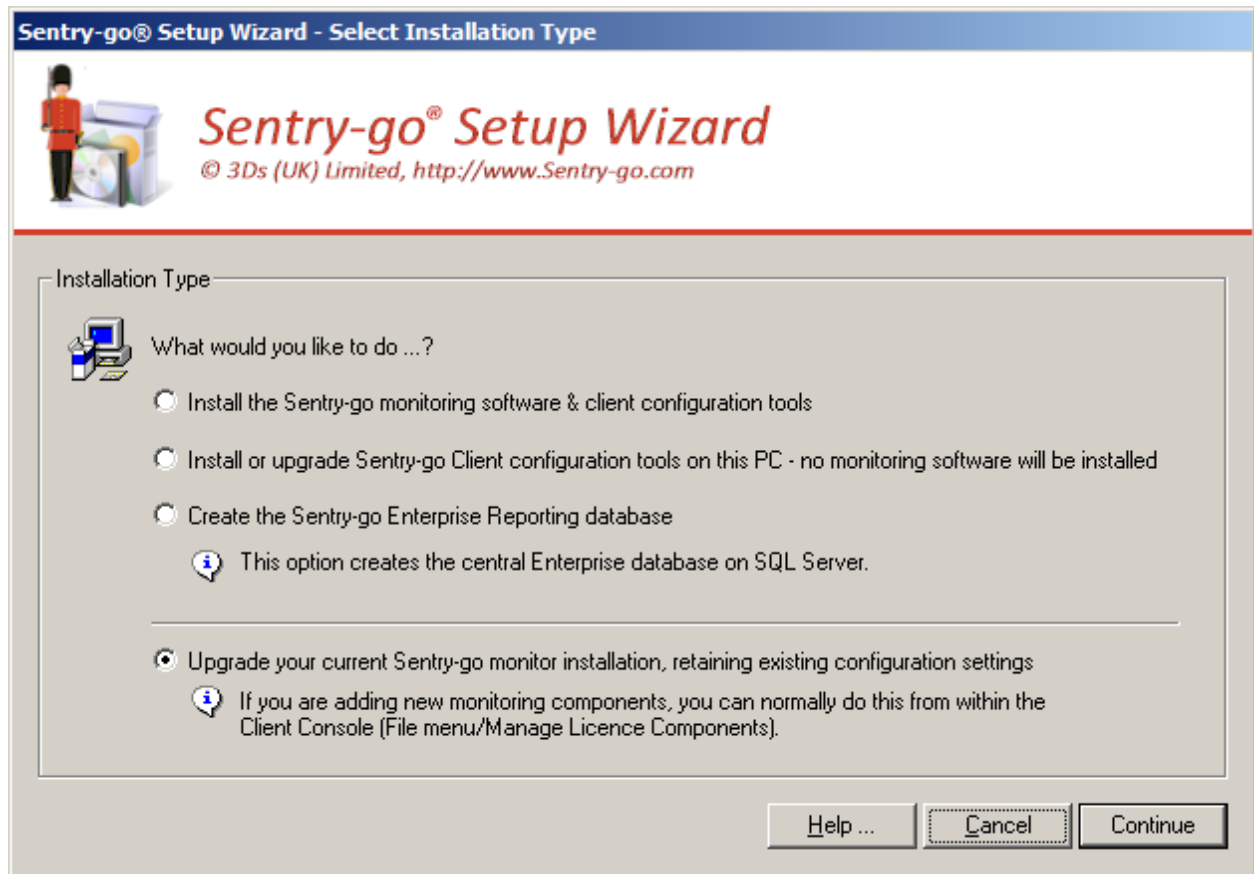 Sentry-go® Setup Wizard - Select Installation Type
Sentry-go® Setup Wizard
© 3Ds (UK) Limited, http://www.Sentry-go.com
Installation Type
What would you like to do ...?
Install the Sentry-go monitoring software & client configuration tools
Install or upgrade Sentry-go Client configuration tools on this PC - no monitoring software will be installed
Create the Sentry-go Enterprise Reporting database
This option creates the central Enterprise database on SQL Server.
Upgrade your current Sentry-go monitor installation, retaining existing configuration settings
If you are adding new monitoring components, you can normally do this from within the
Client Console (File menu/Manage Licence Components).
Help ... Cancel Continue